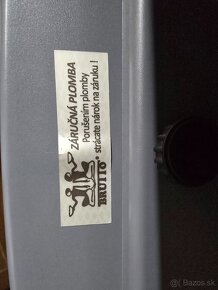 ZÁRUČNÁ PLOMBA
Porušením plomby
strácate nárok na záruku !
BRUTTO®
Bazos.sk